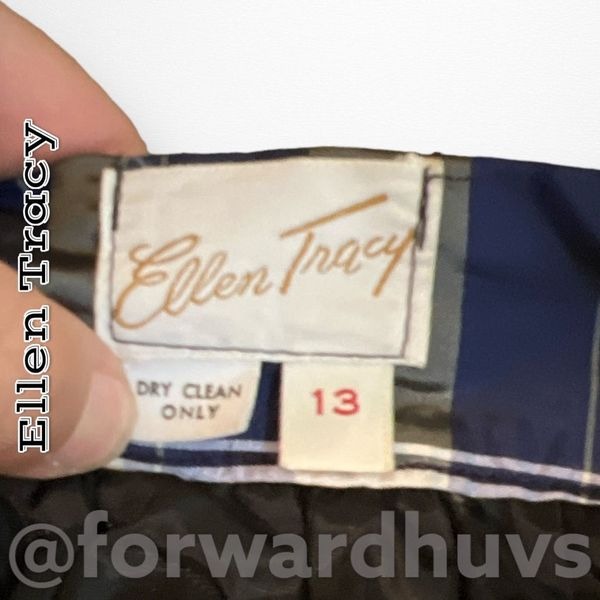 Ellen Tracy
Ellen Tracy
DRY CLEAN
ONLY
13
@forwardhuvs